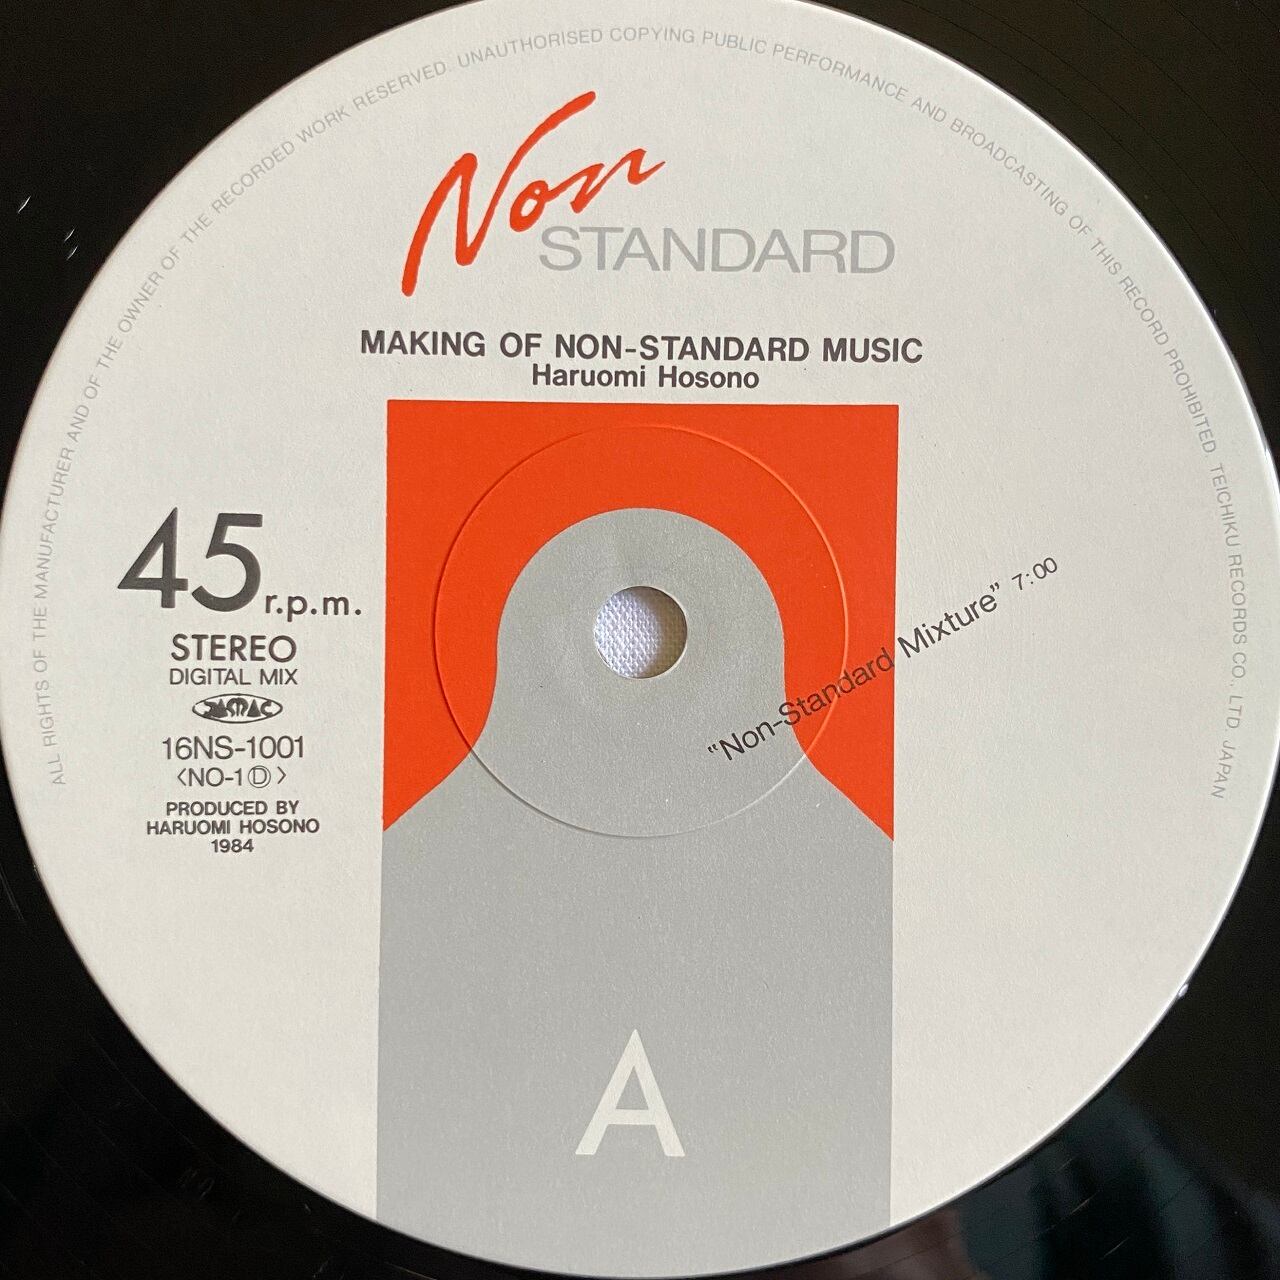 ALL RIGHTS OF THE MANUFACTURER AND OF THE OWNER OF THE RECORDED WORK RESERVED. UNAUTHORISED COPYING PUBLIC PERFORMANCE AND BROADCASTING OF THIS RECORD PROHIBITED. TEICHIKU RECORDS CO., LTD. JAPAN
Non
STANDARD
MAKING OF NON-STANDARD MUSIC
Haruomi Hosono
45 r.p.m.
STEREO
DIGITAL MIX
JASRAC
16NS-1001
〈NO-1Ⓓ〉
PRODUCED BY
HARUOMI HOSONO
1984
"Non-Standard Mixture" 7:00
A